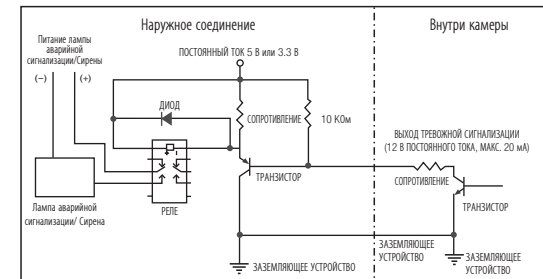 Наружное соединение
Внутри камеры
Питание лампы
аварийной
сигнализации/Сирены
(–)
(+)
ПОСТОЯННЫЙ ТОК 5 В или 3.3 В
ДИОД
СОПРОТИВЛЕНИЕ
10 КОм
ВЫХОД ТРЕВОЖНОЙ СИГНАЛИЗАЦИИ
(12 В ПОСТОЯННОГО ТОКА, МАКС. 20 мА)
ТРАНЗИСТОР
СОПРОТИВЛЕНИЕ
ТРАНЗИСТОР
Лампа аварийной
сигнализации/ Сирена
РЕЛЕ
ЗАЗЕМЛЯЮЩЕЕ УСТРОЙСТВО
ЗАЗЕМЛЯЮЩЕЕ
УСТРОЙСТВО
ЗАЗЕМЛЯЮЩЕЕ
УСТРОЙСТВО